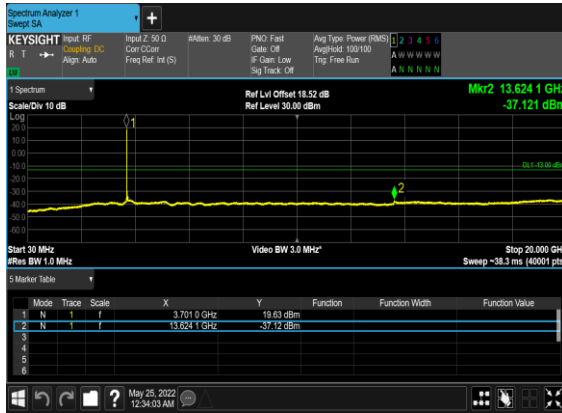 Spectrum Analyzer 1
Swept SA
+
KEYSIGHT Input: RF Input Z: 50 Ω #Atten: 30 dB PNO: Fast Avg Type: Power (RMS) 1 2 3 4 5 6
R T Coupling: DC Corr CCorr Gate: Off Avg|Hold: 100/100 A W W W W W
Align: Auto Freq Ref: Int (S) IF Gain: Low Trig: Free Run
LXI Sig Track: Off A N N N N N
1 Spectrum Ref Lvl Offset 18.52 dB Mkr2 13.624 1 GHz
Scale/Div 10 dB Ref Level 30.00 dBm -37.121 dBm
Log
1
20.0
10.0
0.00
-10.0
DL1 -13.00 dBm
-20.0
-30.0
2
-40.0
-50.0
-60.0
Start 30 MHz Video BW 3.0 MHz* Stop 20.000 GH
#Res BW 1.0 MHz Sweep ~38.3 ms (40001 pts
5 Marker Table
Mode Trace Scale X Y Function Function Width Function Value
1 N 1 f 3.701 0 GHz 19.63 dBm
2 N 1 f 13.624 1 GHz -37.12 dBm
3
4
5
6
?
May 25, 2022
12:34:03 AM